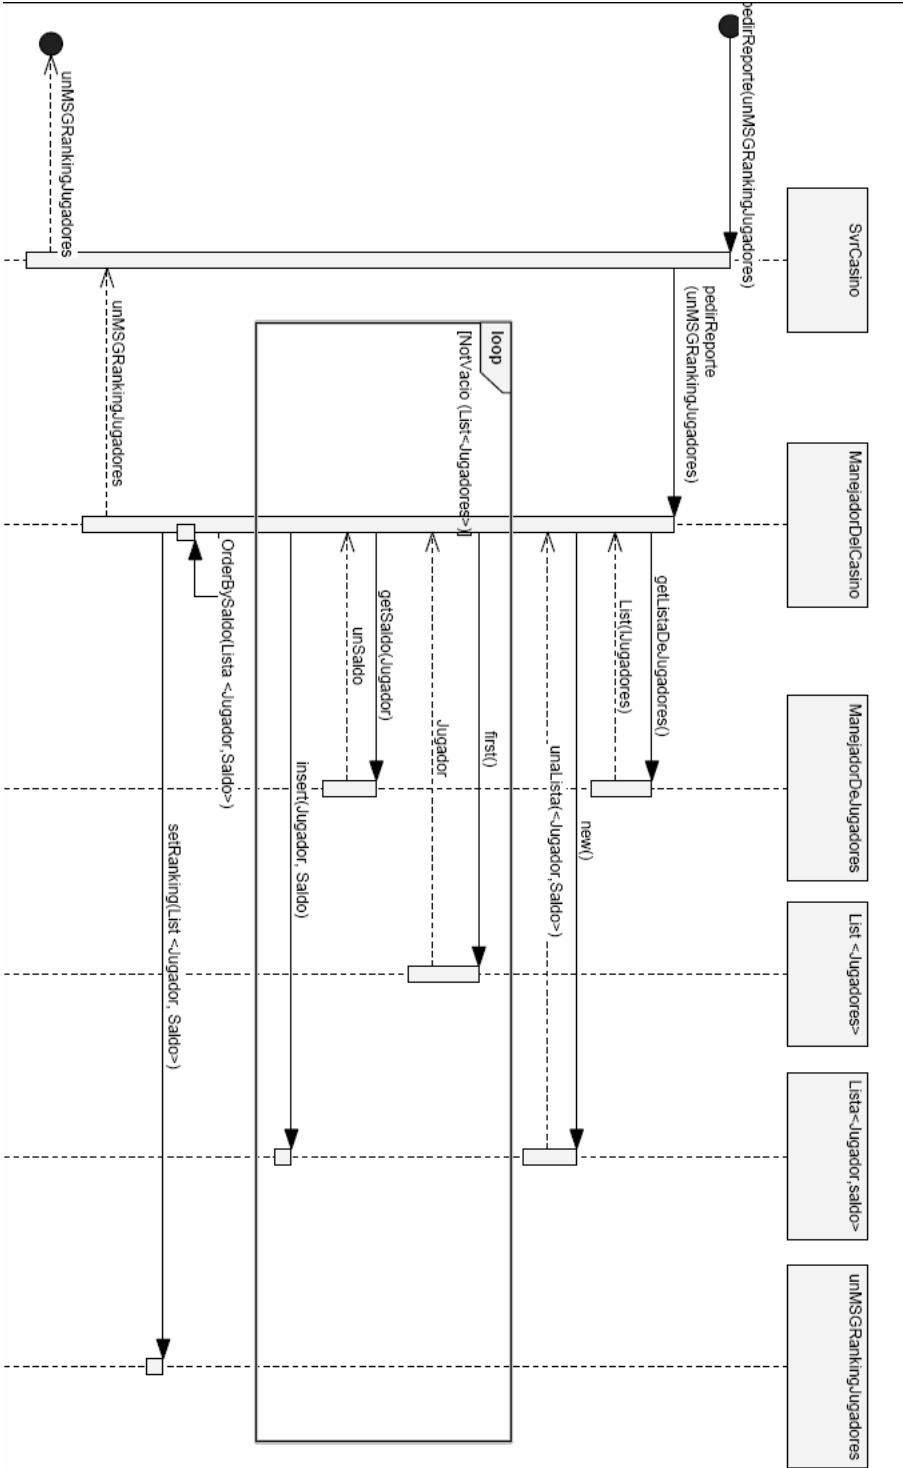 SvrCasino
ManejadorDelCasino
ManejadorDeJugadores
List <Jugadores>
Lista<Jugador,saldo>
unMSGRankingJugadores
pedirReporte(unMSGRankingJugadores)
pedirReporte
(unMSGRankingJugadores)
getListaDeJugadores()
List(IJugadores)
new()
unaLista(<Jugador,Saldo>)
loop
[NotVacio (List<Jugadores>)]
first()
Jugador
getSaldo(Jugador)
unSaldo
insert(Jugador, Saldo)
OrderBySaldo(Lista <Jugador,Saldo>)
setRanking(List <Jugador, Saldo>)
unMSGRankingJugadores
unMSGRankingJugadores